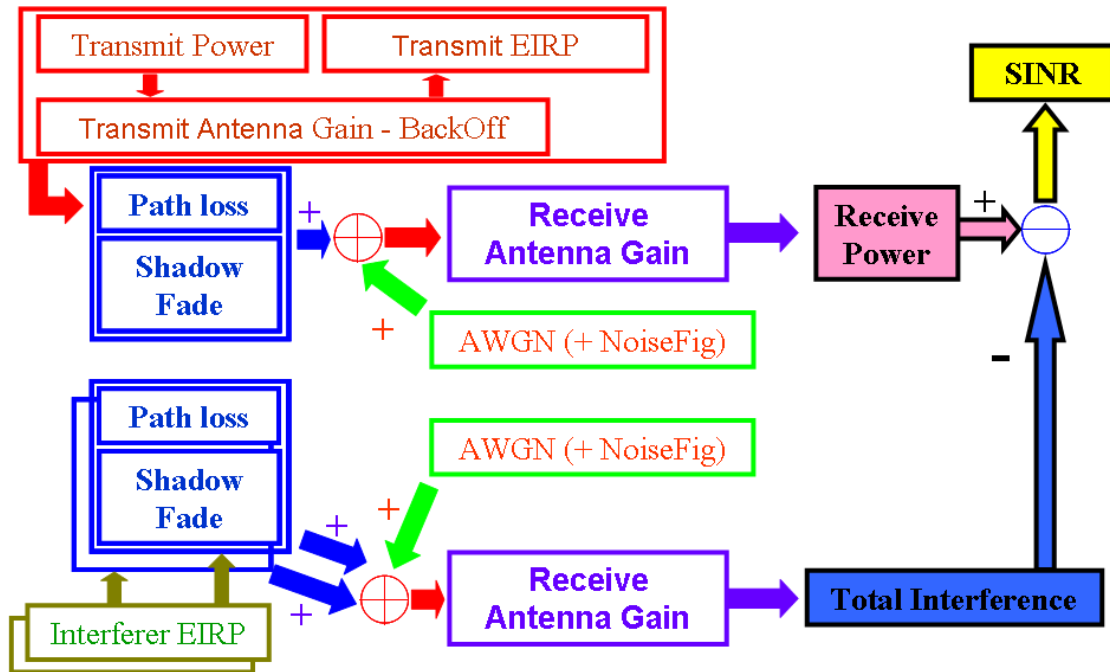 Transmit Power
Transmit EIRP
Transmit Antenna Gain - BackOff
SINR
Path loss
Shadow
Fade
+
Receive
Antenna Gain
Receive
Power
+
+
AWGN (+ NoiseFig)
-
Path loss
Shadow
Fade
AWGN (+ NoiseFig)
+
+
+
Receive
Antenna Gain
Total Interference
Interferer EIRP